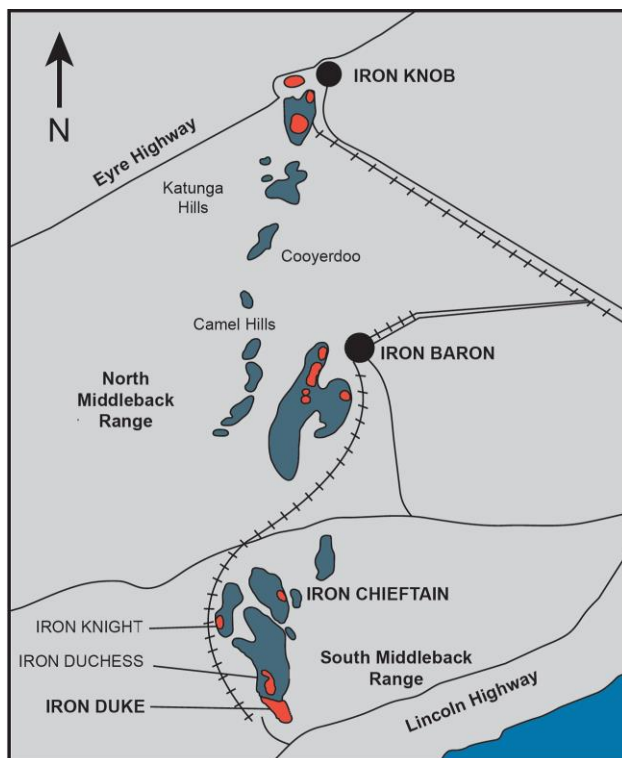 IRON KNOB
N
Eyre Highway
Katunga
Hills
Cooyerdoo
Camel Hills
IRON BARON
North
Middleback
Range
IRON CHIEFTAIN
IRON KNIGHT
IRON DUCHESS
South Middleback
Range
IRON DUKE
Lincoln Highway